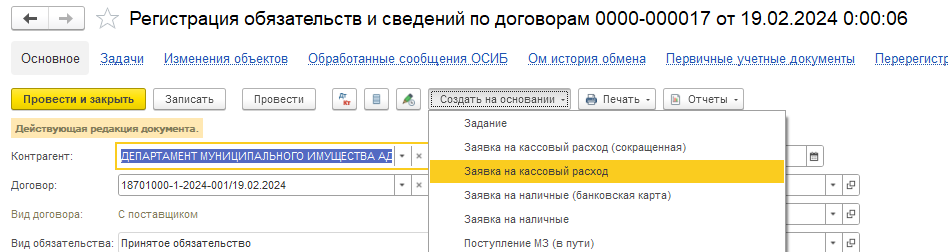 Регистрация обязательств и сведений по договорам 0000-000017 от 19.02.2024 0:00:06
Основное Задачи Изменения объектов Обработанные сообщения ОСИБ Ом история обмена Первичные учетные документы Перерегистр
Провести и закрыть Записать Провести Дт Кт Создать на основании Печать Отчеты
Действующая редакция документа.
Задание
Контрагент: ДЕПАРТАМЕНТ МУНИЦИПАЛЬНОГО ИМУЩЕСТВА АД
Заявка на кассовый расход (сокращенная)
Заявка на кассовый расход
Договор: 18701000-1-2024-001/19.02.2024
Заявка на наличные (банковская карта)
Вид договора: С поставщиком
Заявка на наличные
Вид обязательства: Принятое обязательство
Поступление МЗ (в пути)